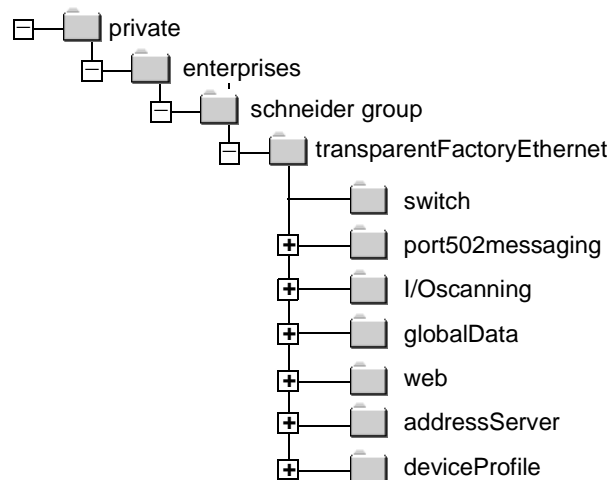 private
enterprises
schneider group
transparentFactoryEthernet
switch
port502messaging
I/Oscanning
globalData
web
addressServer
deviceProfile